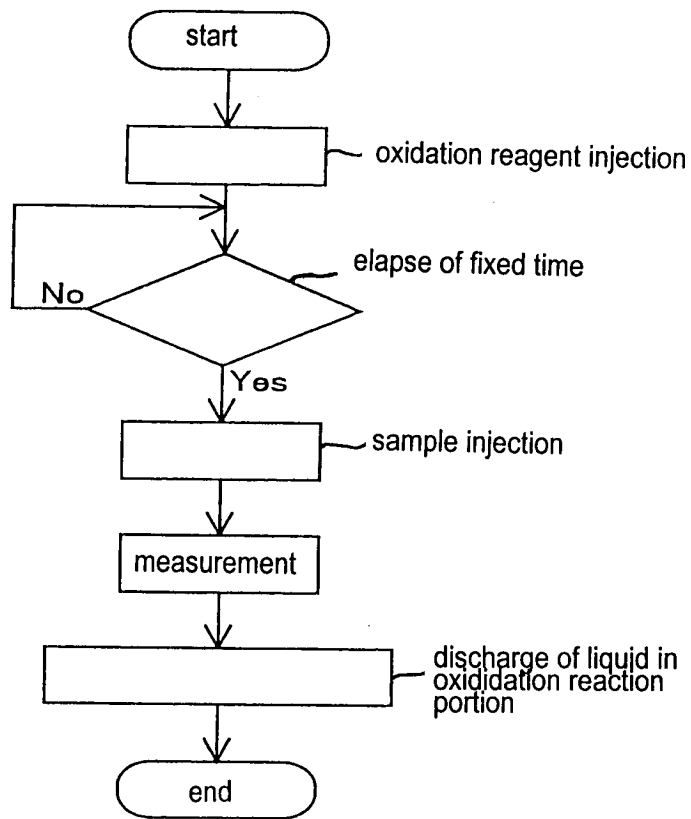 start
oxidation reagent injection
elapse of fixed time
No
Yes
sample injection
measurement
discharge of liquid in
oxididation reaction
portion
end